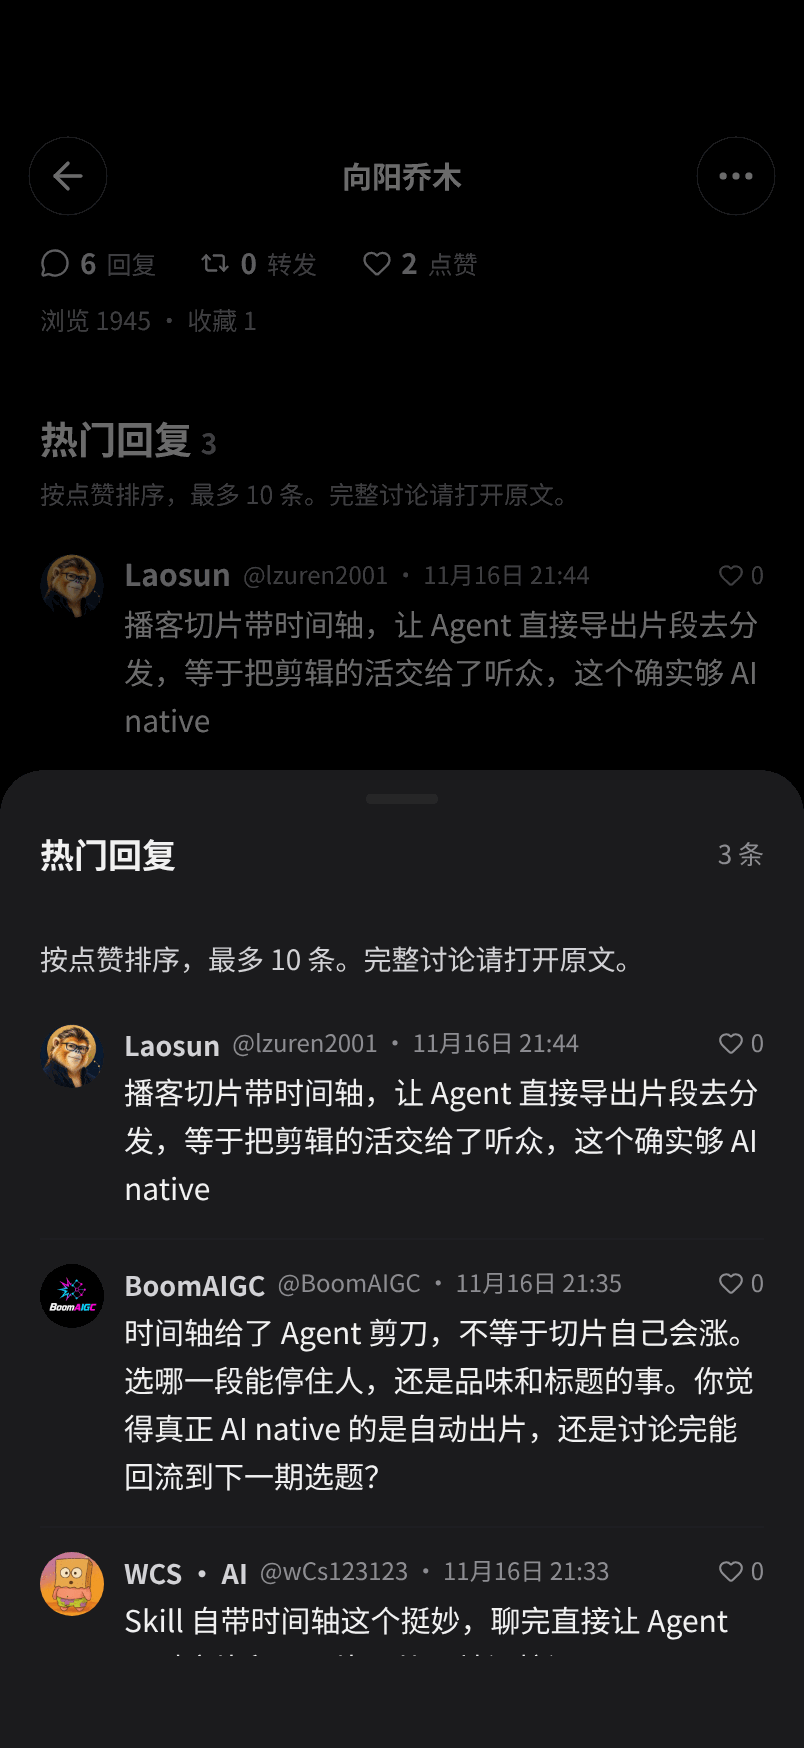 向阳乔木
6 回复 0 转发 2 点赞
浏览 1945 · 收藏 1
热门回复 3
按点赞排序，最多 10 条。完整讨论请打开原文。
Laosun @lzuren2001 · 11月16日 21:44 0
播客切片带时间轴，让 Agent 直接导出片段去分
发，等于把剪辑的活交给了听众，这个确实够 AI
native
热门回复 3 条
按点赞排序，最多 10 条。完整讨论请打开原文。
Laosun @lzuren2001 · 11月16日 21:44 0
播客切片带时间轴，让 Agent 直接导出片段去分
发，等于把剪辑的活交给了听众，这个确实够 AI
native
BoomAIGC
BoomAIGC @BoomAIGC · 11月16日 21:35 0
时间轴给了 Agent 剪刀，不等于切片自己会涨。
选哪一段能停住人，还是品味和标题的事。你觉
得真正 AI native 的是自动出片，还是讨论完能
回流到下一期选题？
WCS · AI @wCs123123 · 11月16日 21:33 0
Skill 自带时间轴这个挺妙，聊完直接让 Agent